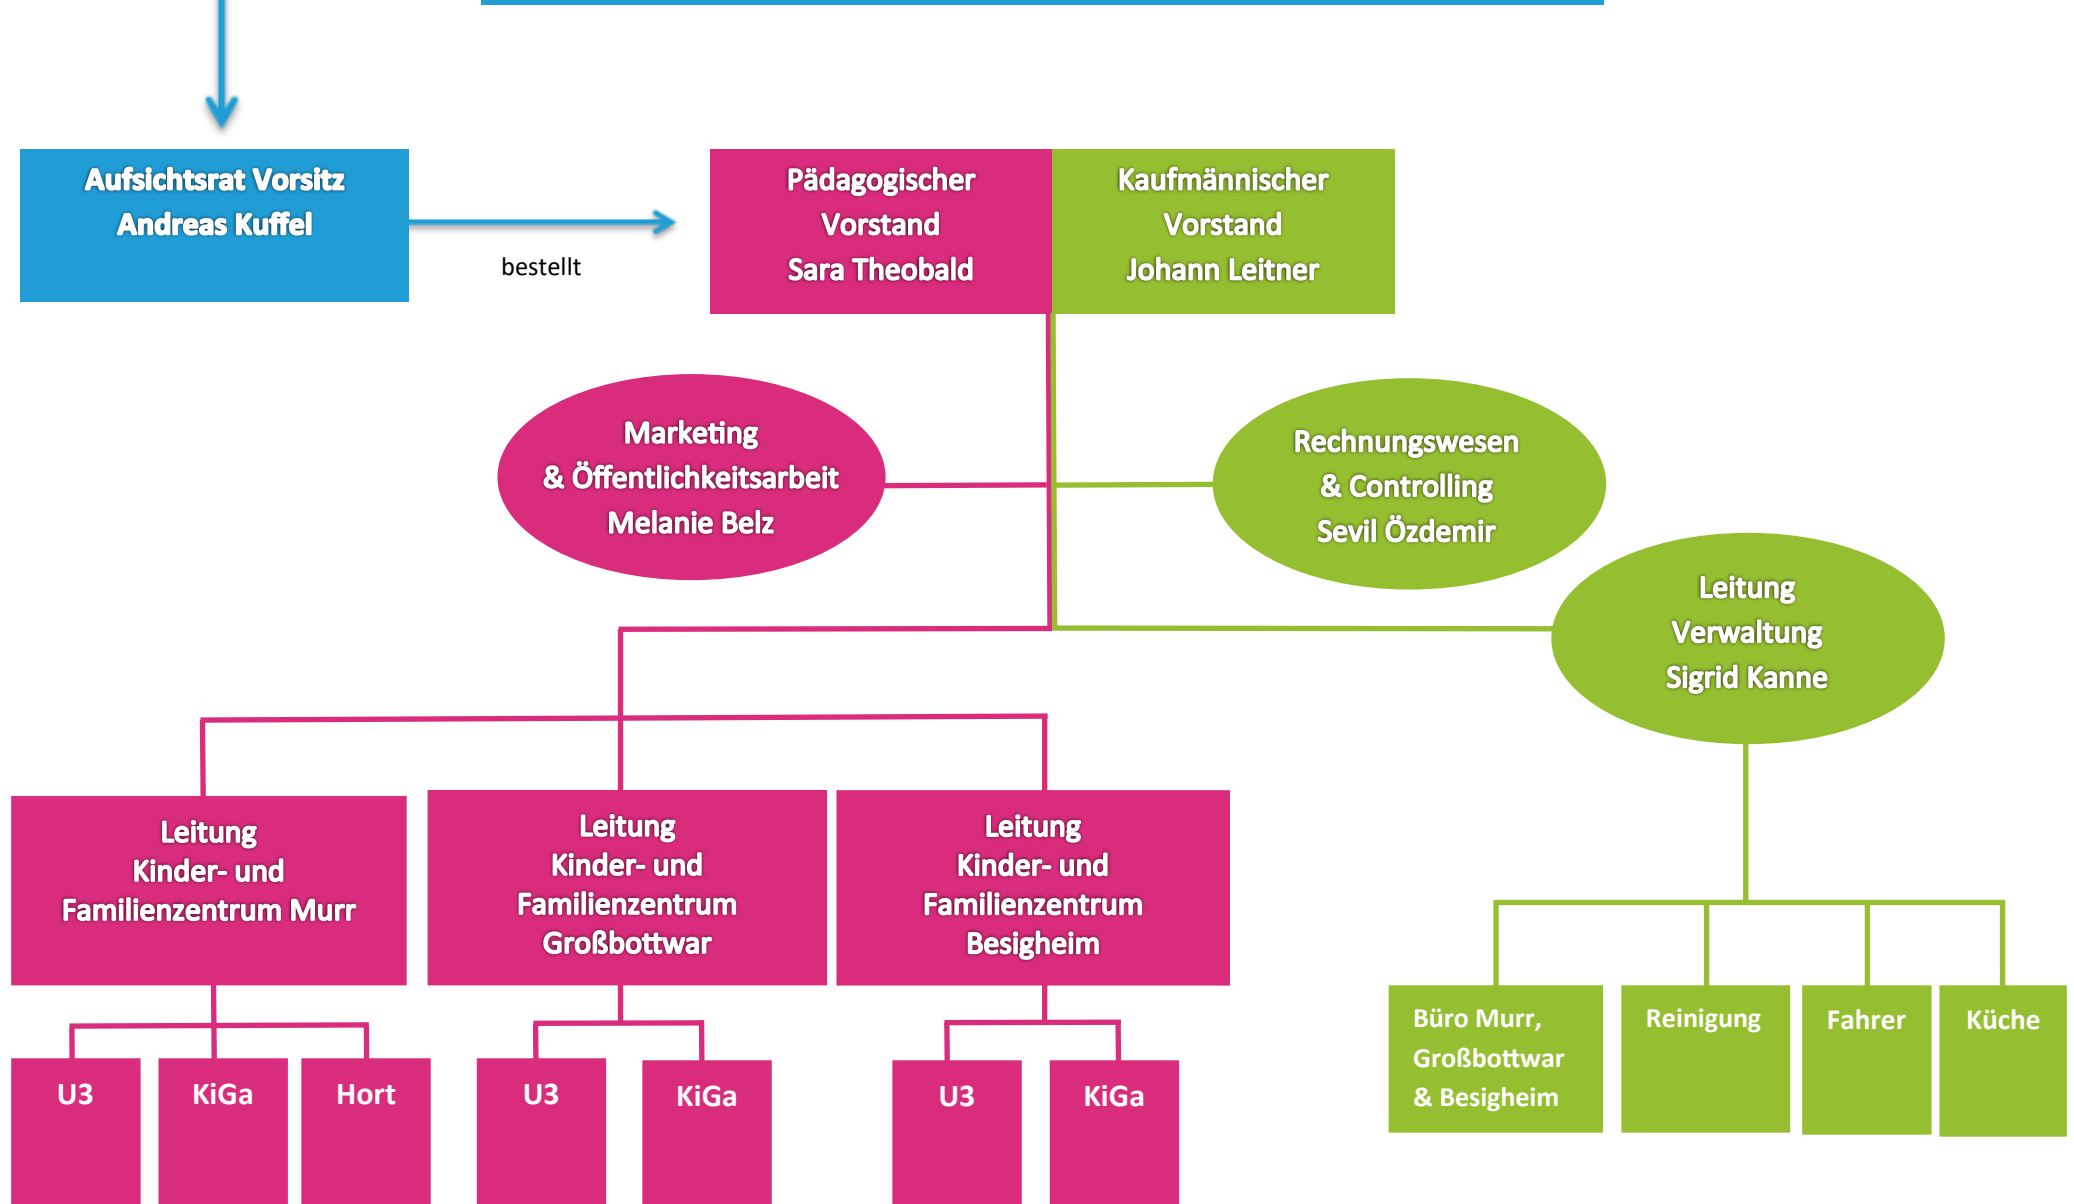 Aufsichtsrat Vorsitz
Andreas Kuffel
bestellt
Pädagogischer
Vorstand
Sara Theobald
Kaufmännischer
Vorstand
Johann Leitner
Marketing
& Öffentlichkeitsarbeit
Melanie Belz
Rechnungswesen
& Controlling
Sevil Özdemir
Leitung
Verwaltung
Sigrid Kanne
Leitung
Kinder- und
Familienzentrum Murr
Leitung
Kinder- und
Familienzentrum
Großbottwar
Leitung
Kinder- und
Familienzentrum
Besigheim
Büro Murr,
Großbottwar
& Besigheim
Reinigung
Fahrer
Küche
U3
KiGa
Hort
U3
KiGa
U3
KiGa